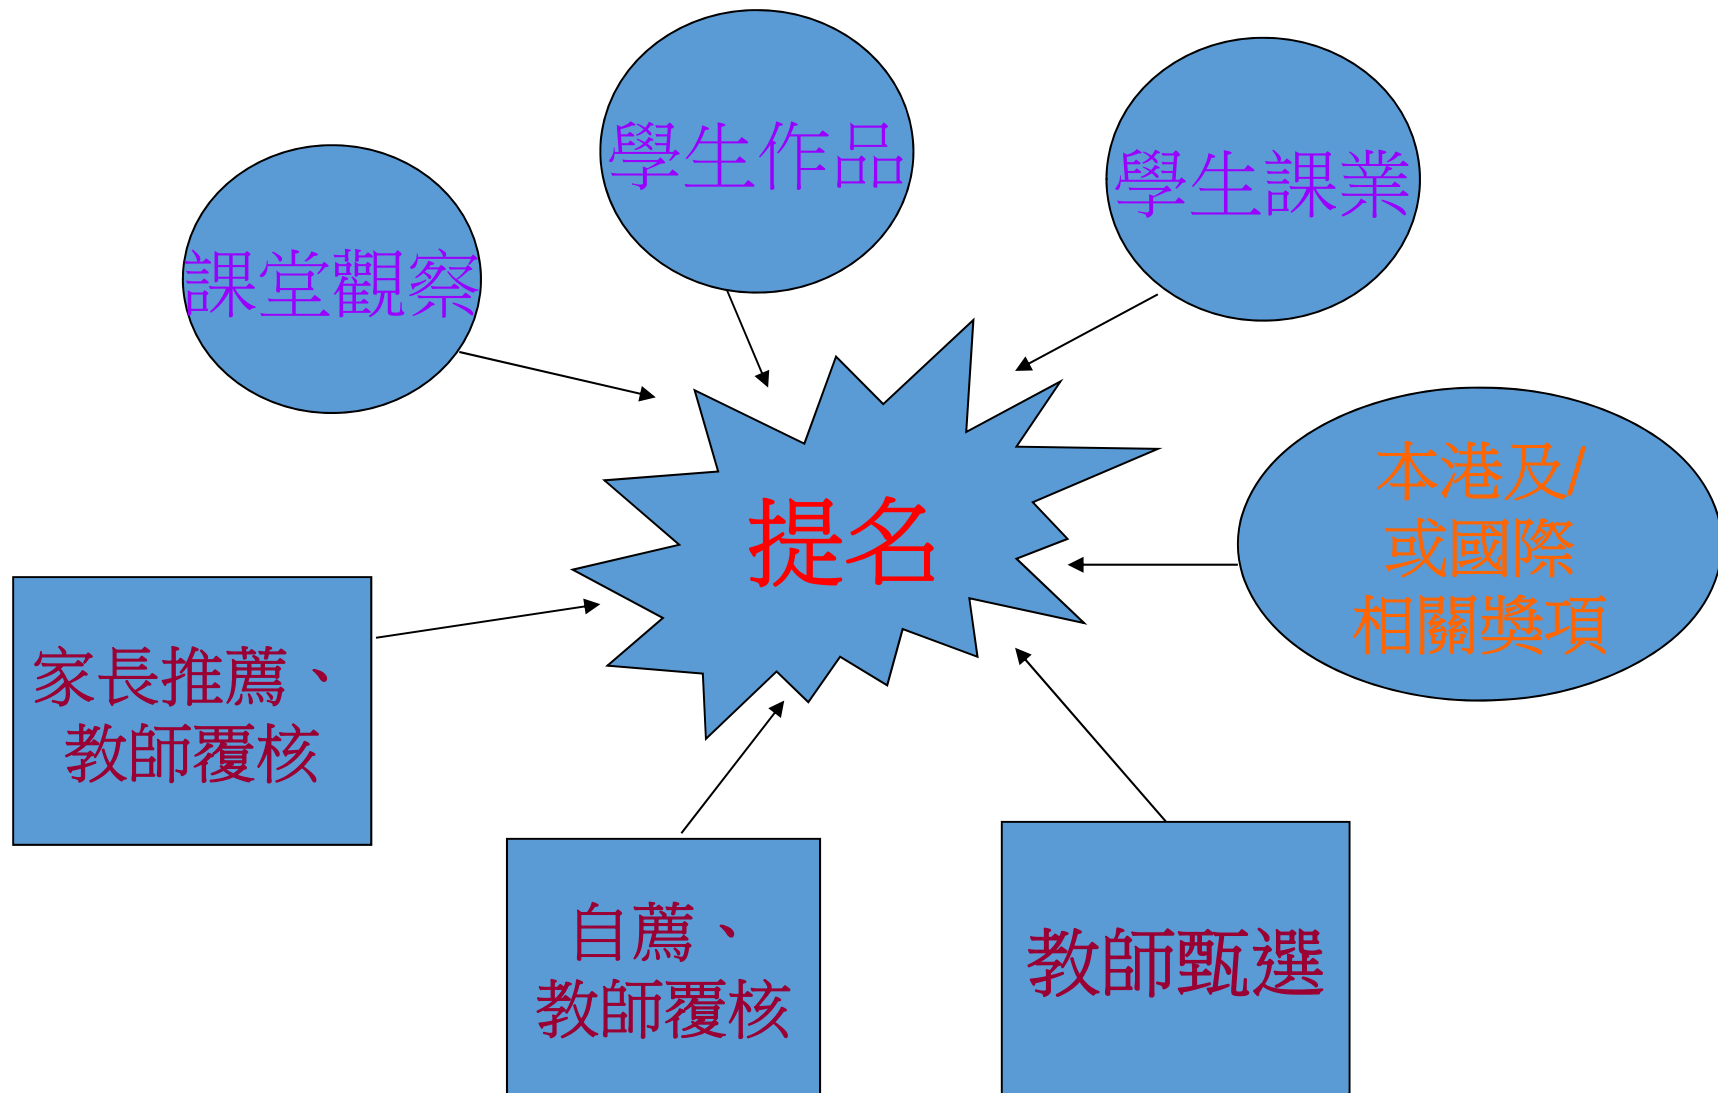 學生作品
學生課業
課堂觀察
本港及/
或國際
相關獎項
提名
家長推薦、
教師覆核
自薦、
教師覆核
教師甄選